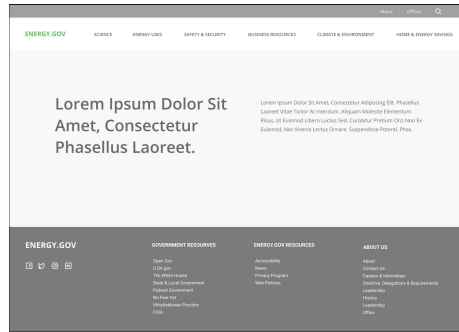 About Offices
ENERGY.GOV SCIENCE ENERGY USES SAFETY & SECURITY BUSINESS RESOURCES CLIMATE & ENVIRONMENT HOME & ENERGY SAVINGS
Lorem Ipsum Dolor Sit
Amet, Consectetur
Phasellus Laoreet.
Lorem Ipsum Dolor Sit Amet, Consectetur Adipiscing Elit. Phasellus
Laoreet Vitae Tortor At Interdum. Aliquam Molestie Elementum
Risus, Ut Euismod Libero Luctus Sed. Curabitur Pretium Orci Non Ex
Euismod, Nec Viverra Lectus Ornare. Suspendisse Potenti. Phas.
ENERGY.GOV
GOVERNMENT RESOURVES
Open Gov
U.SA.gov
The White House
State & Local Government
Federal Government
No Fear Act
Whistleblower Proction
FOIA
ENERGY.GOV RESOURCES
Accessibility
News
Privacy Program
Web Policies
ABOUT US
About
Contact Us
Careers & Internships
Directive, Delegations & Requirements
Leadership
History
Leadership
Office